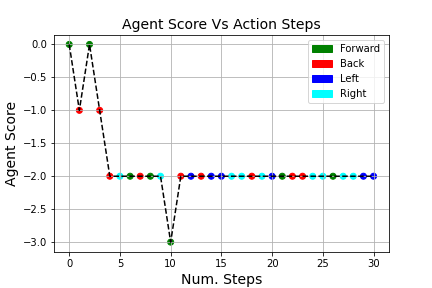 Agent Score Vs Action Steps
0.0
−0.5
−1.0
−1.5
−2.0
−2.5
−3.0
Agent Score
Forward
Back
Left
Right
0 5 10 15 20 25 30
Num. Steps